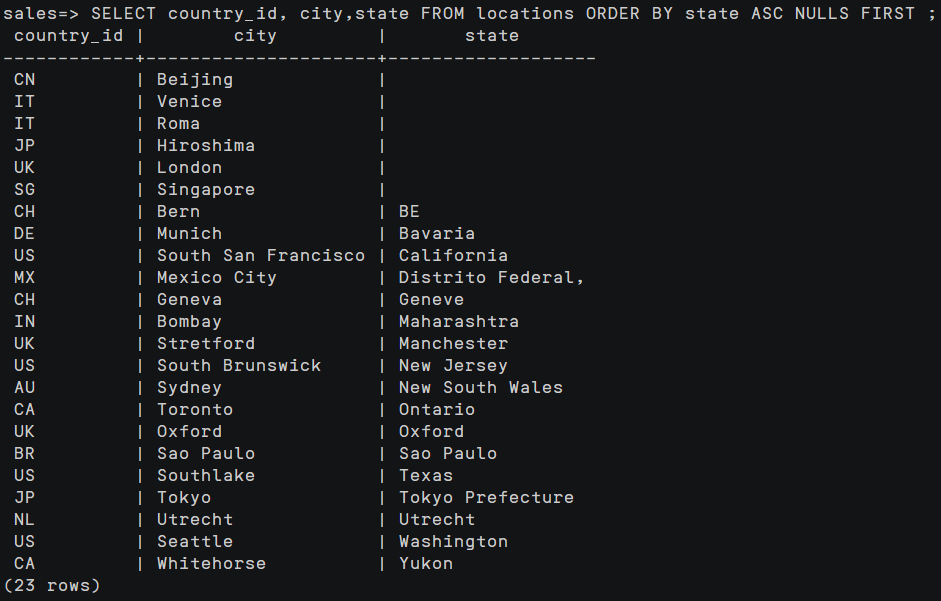 sales=> SELECT country_id, city,state FROM locations ORDER BY state ASC NULLS FIRST ;
 country_id |        city         |       state
------------+---------------------+-------------------
 CN         | Beijing             |
 IT         | Venice              |
 IT         | Roma                |
 JP         | Hiroshima           |
 UK         | London              |
 SG         | Singapore           |
 CH         | Bern                | BE
 DE         | Munich              | Bavaria
 US         | South San Francisco | California
 MX         | Mexico City         | Distrito Federal,
 CH         | Geneva              | Geneve
 IN         | Bombay              | Maharashtra
 UK         | Stretford           | Manchester
 US         | South Brunswick     | New Jersey
 AU         | Sydney              | New South Wales
 CA         | Toronto             | Ontario
 UK         | Oxford              | Oxford
 BR         | Sao Paulo           | Sao Paulo
 US         | Southlake           | Texas
 JP         | Tokyo               | Tokyo Prefecture
 NL         | Utrecht             | Utrecht
 US         | Seattle             | Washington
 CA         | Whitehorse          | Yukon
(23 rows)